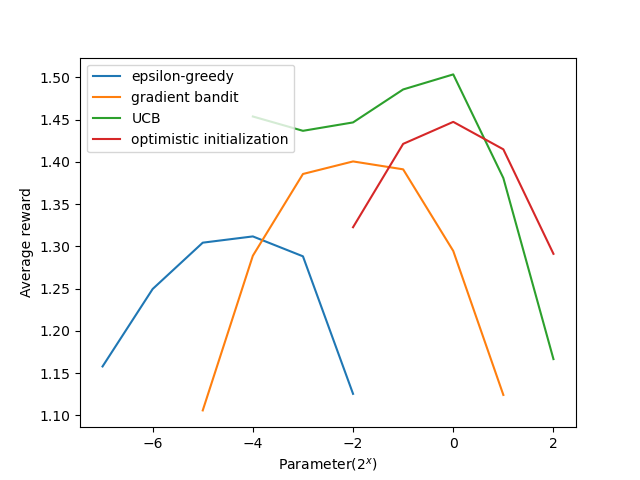 epsilon-greedy
gradient bandit
UCB
optimistic initialization
1.50
1.45
1.40
1.35
1.30
1.25
1.20
1.15
1.10
Average reward
−6
−4
−2
0
2
Parameter(2^x)